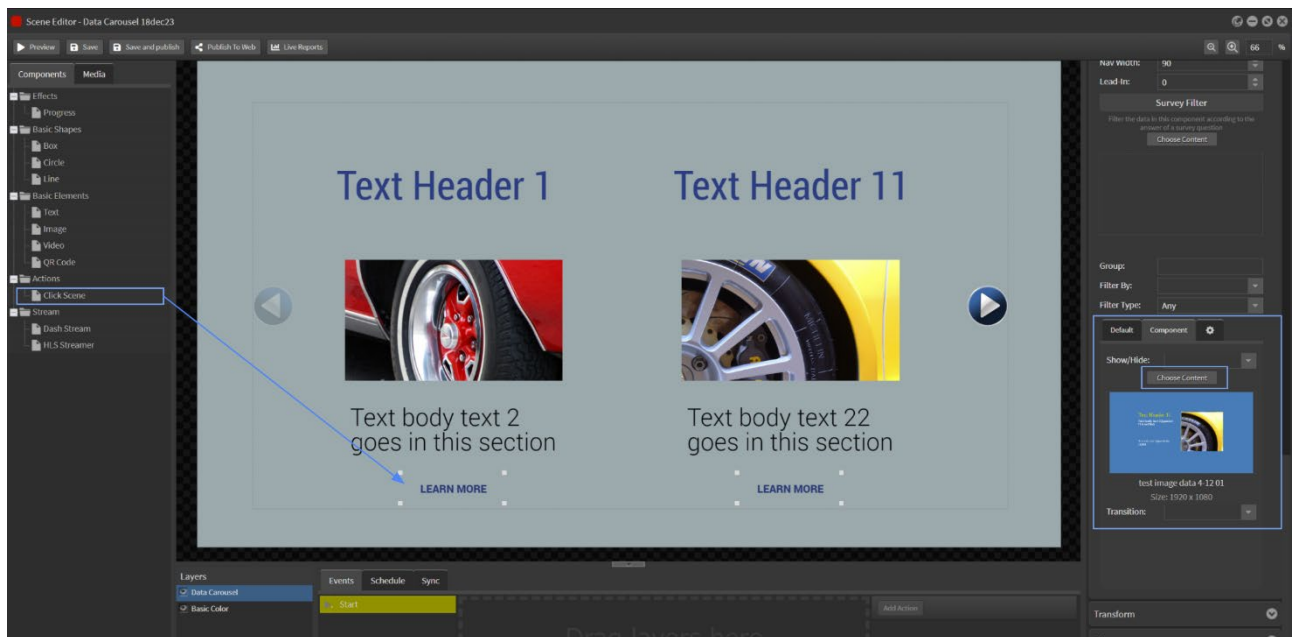 Scene Editor - Data Carousel 18dec23
Preview Save Save and publish Publish To Web Live Reports 66 %
Components Media
Effects
Progress
Basic Shapes
Box
Circle
Line
Basic Elements
Text
Image
Video
QR Code
Actions
Click Scene
Stream
Dash Stream
HLS Streamer
Text Header 1
Text Header 11
Text body text 2
goes in this section
Text body text 22
goes in this section
LEARN MORE
LEARN MORE
Nav Width: 90
Lead-In: 0
Survey Filter
Filter the data in this component according to the
answer of a survey question
Choose Content
Group:
Filter By:
Filter Type: Any
Default Component
Show/Hide:
Choose Content
test image data 4-12 01
Size: 1920 x 1080
Transition:
Transform
Layers
Data Carousel
Basic Color
Events Schedule Sync
Start
Drag layers here
Add Action